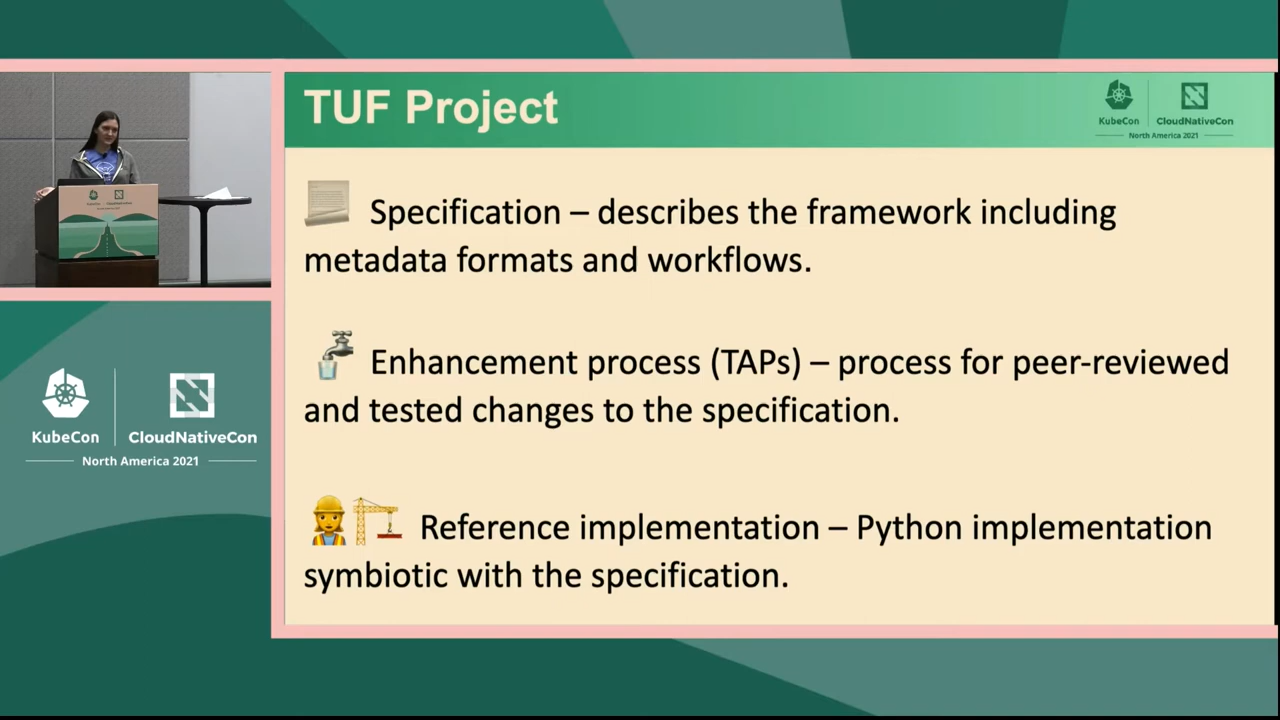 TUF Project
KubeCon
CloudNativeCon
North America 2021
Specification – describes the framework including
metadata formats and workflows.
Enhancement process (TAPs) – process for peer-reviewed
and tested changes to the specification.
Reference implementation – Python implementation
symbiotic with the specification.
KubeCon
CloudNativeCon
North America 2021